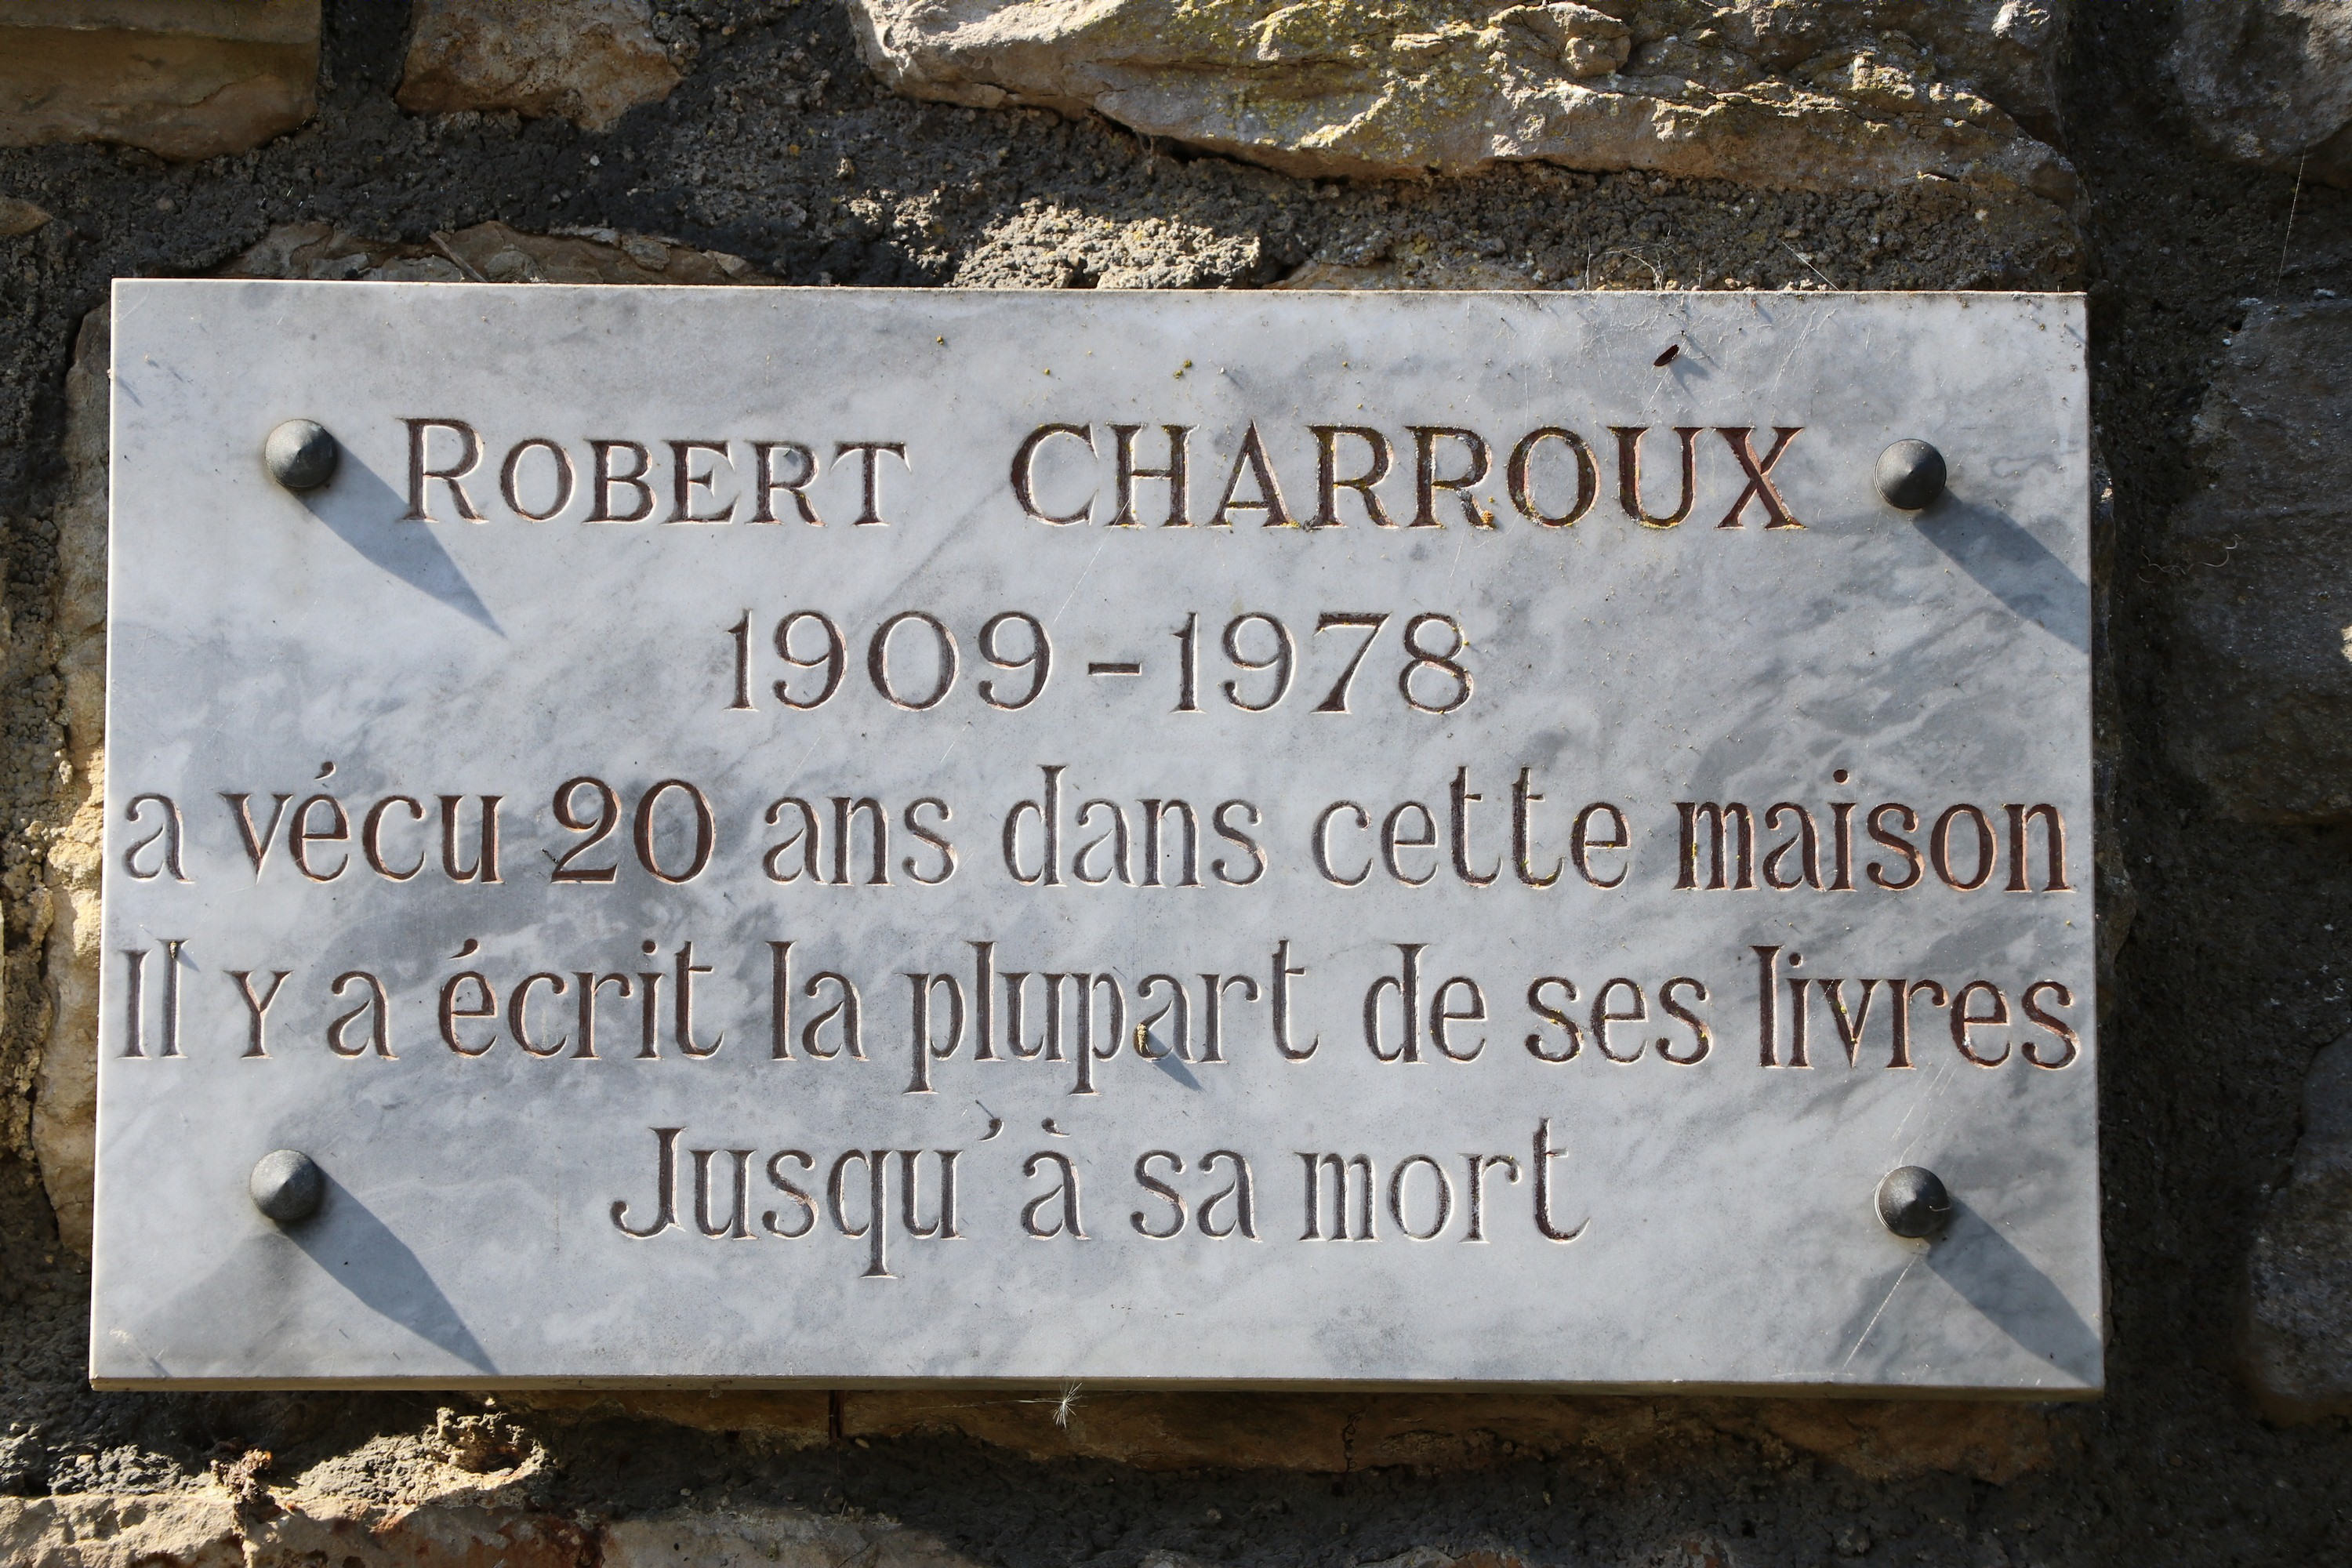 ROBERT CHARROUX
1909-1978
a vécu 20 ans dans cette maison
Il y a écrit la plupart de ses livres
Jusqu'à sa mort